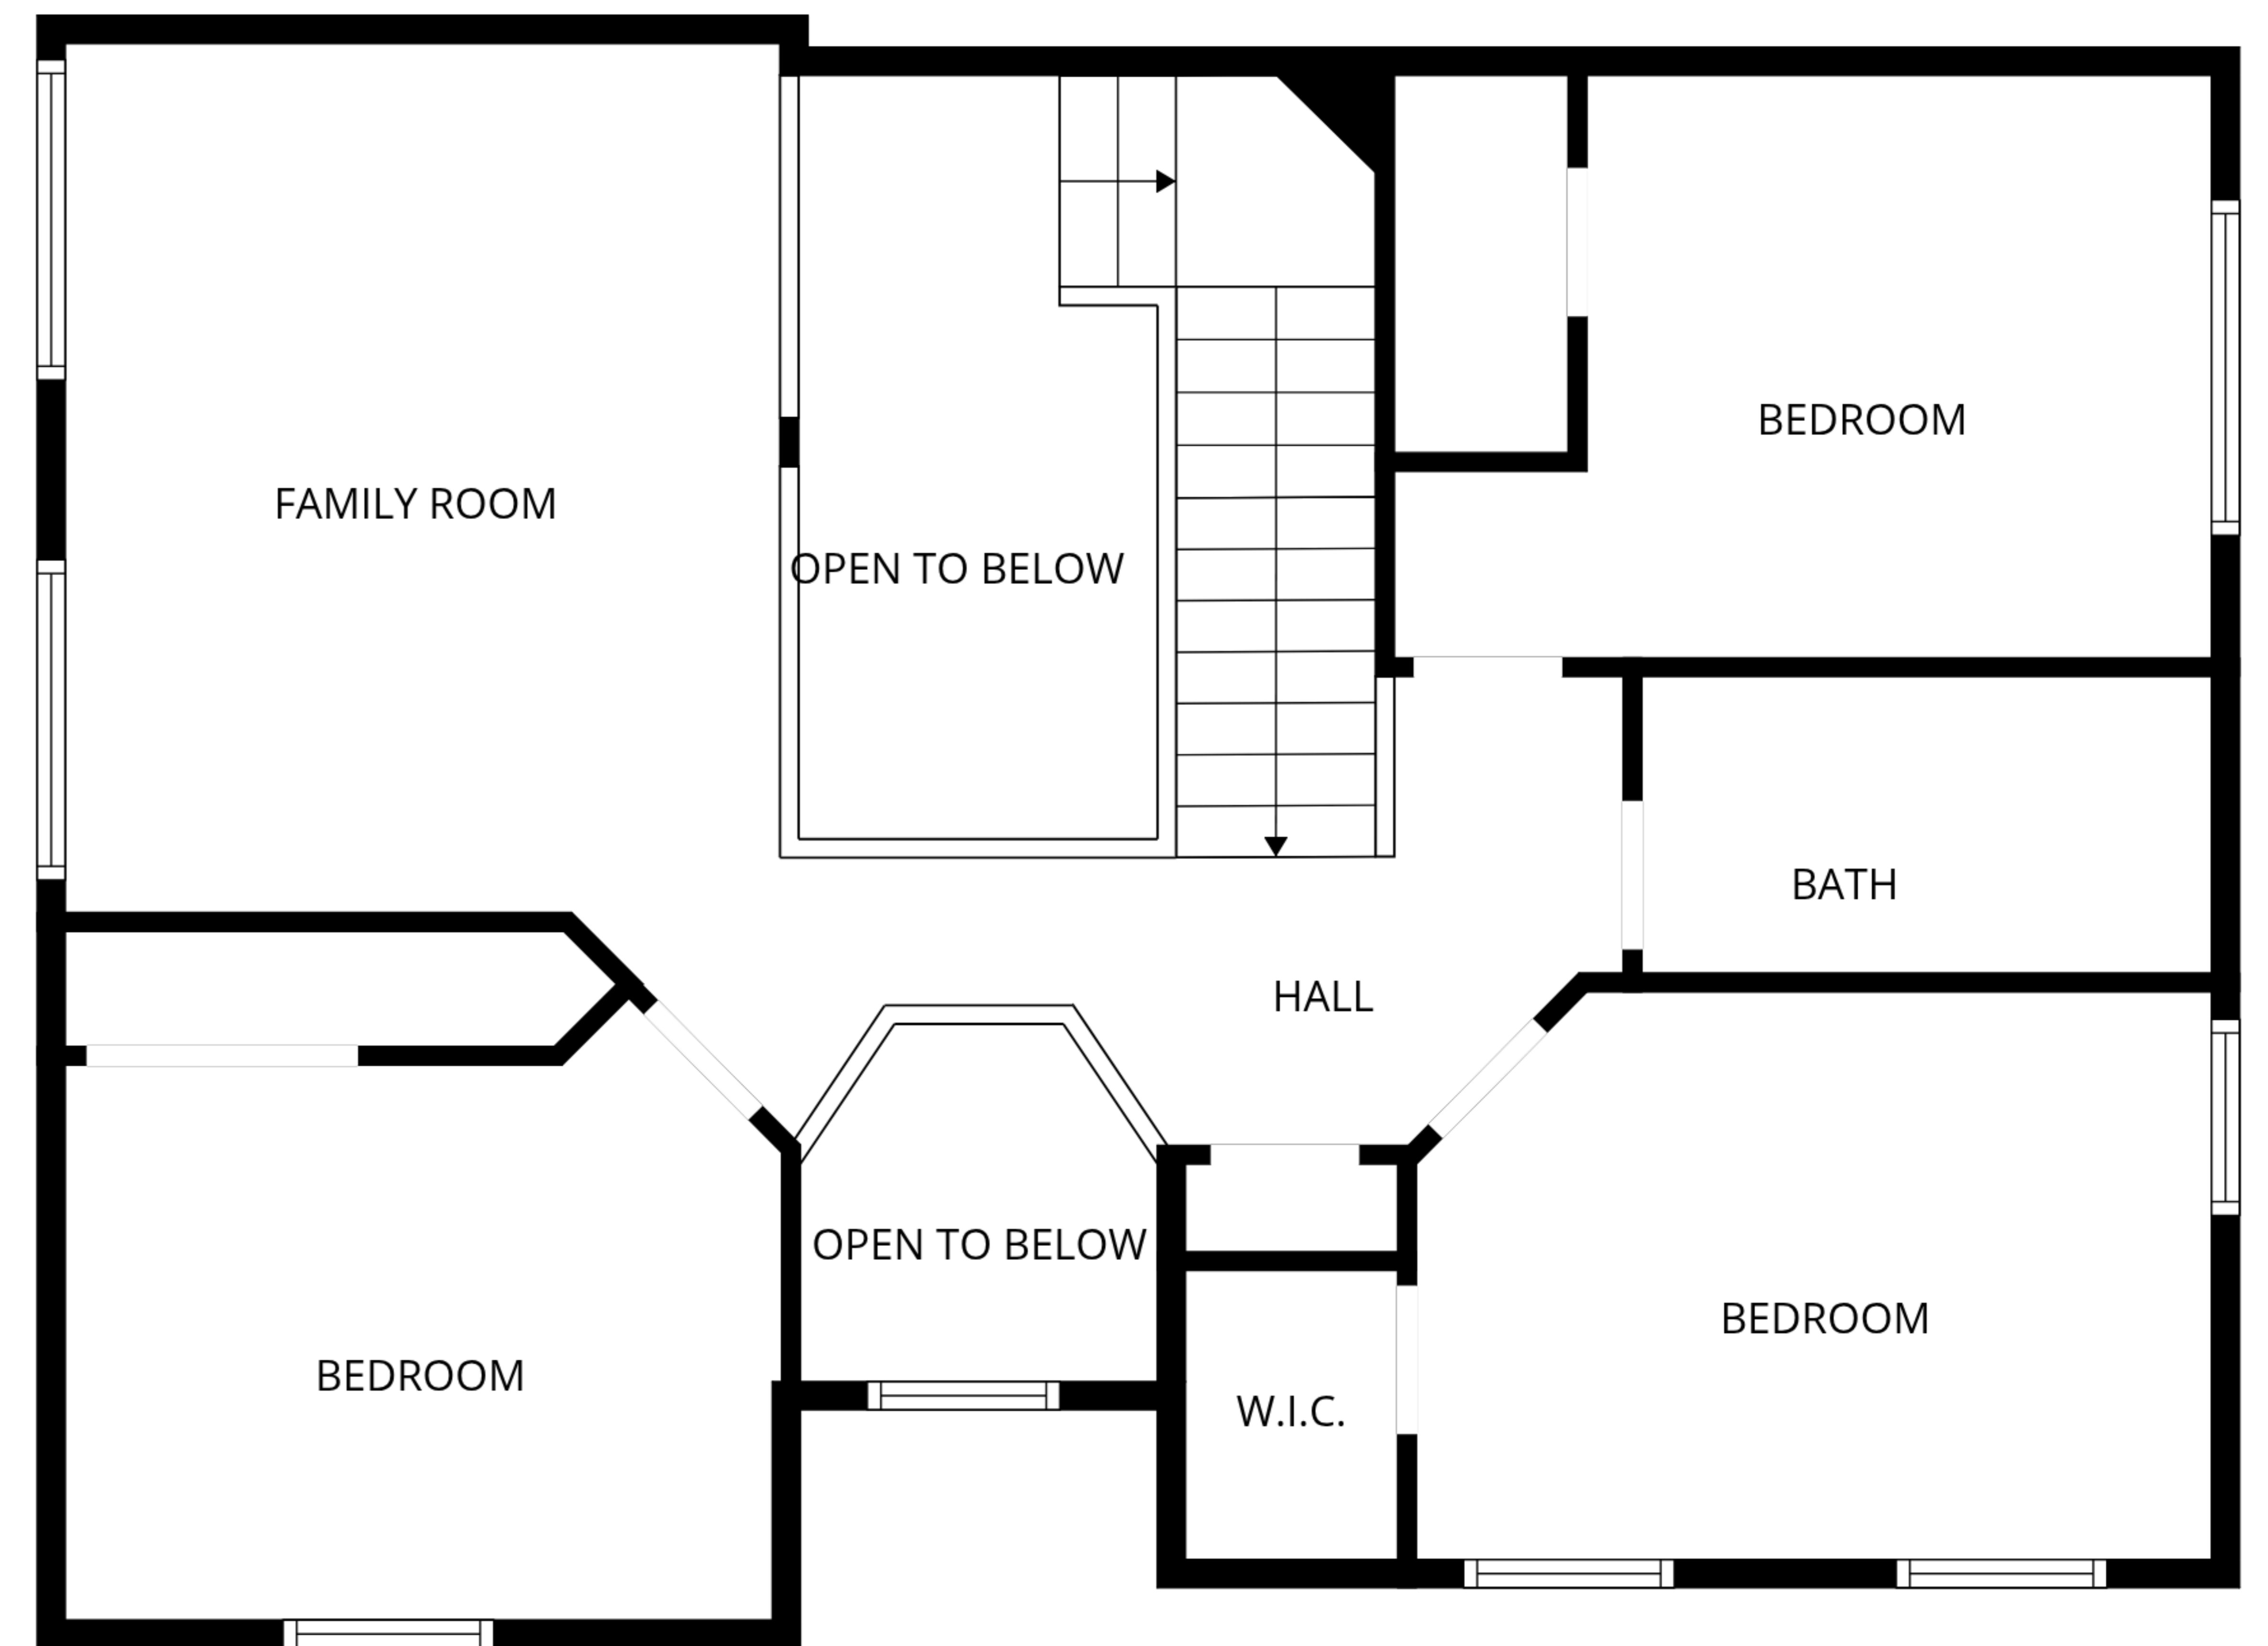 BEDROOM
FAMILY ROOM
OPEN TO BELOW
BATH
HALL
OPEN TO BELOW
BEDROOM
BEDROOM
W.I.C.